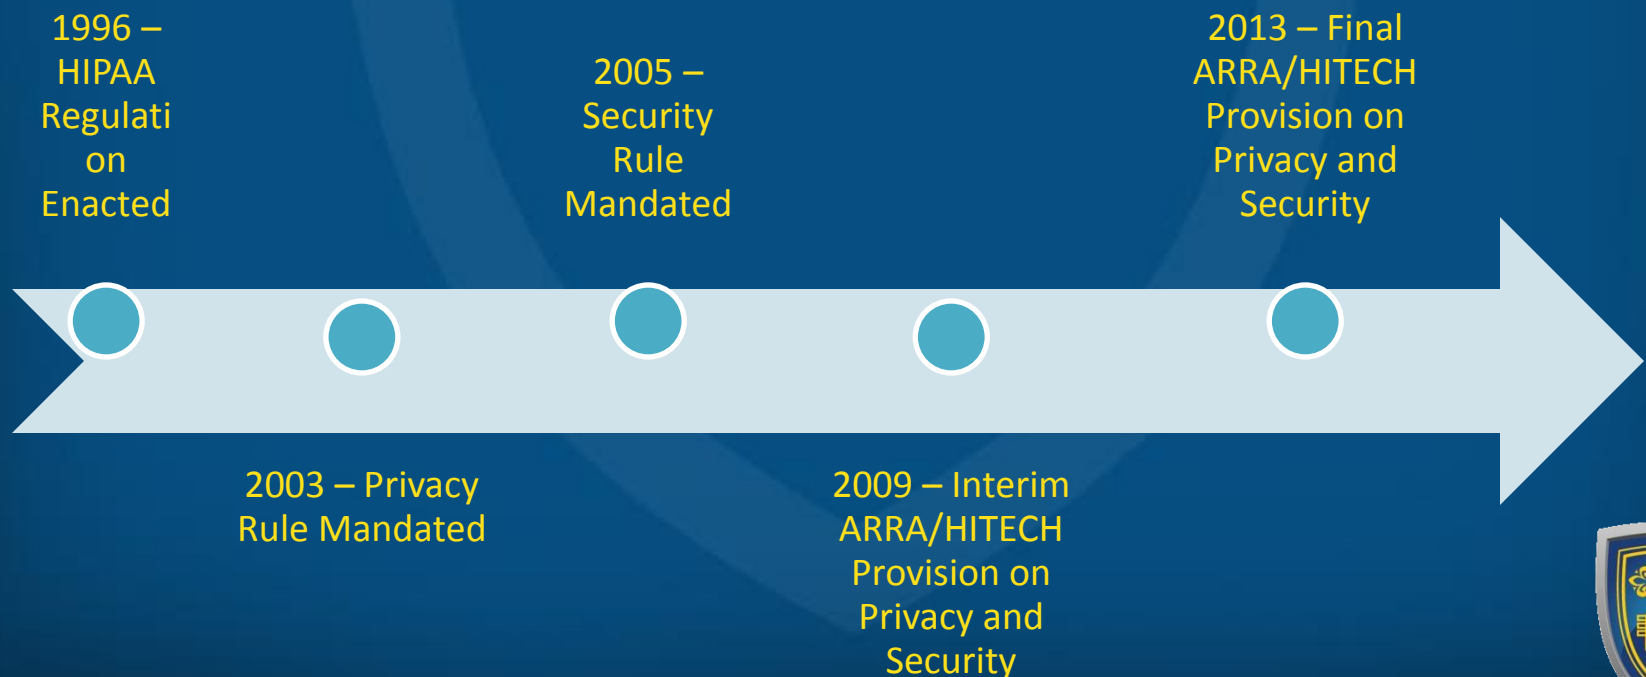 1996 –
HIPAA
Regulati
on
Enacted
2003 – Privacy
Rule Mandated
2005 –
Security
Rule
Mandated
2009 – Interim
ARRA/HITECH
Provision on
Privacy and
Security
2013 – Final
ARRA/HITECH
Provision on
Privacy and
Security